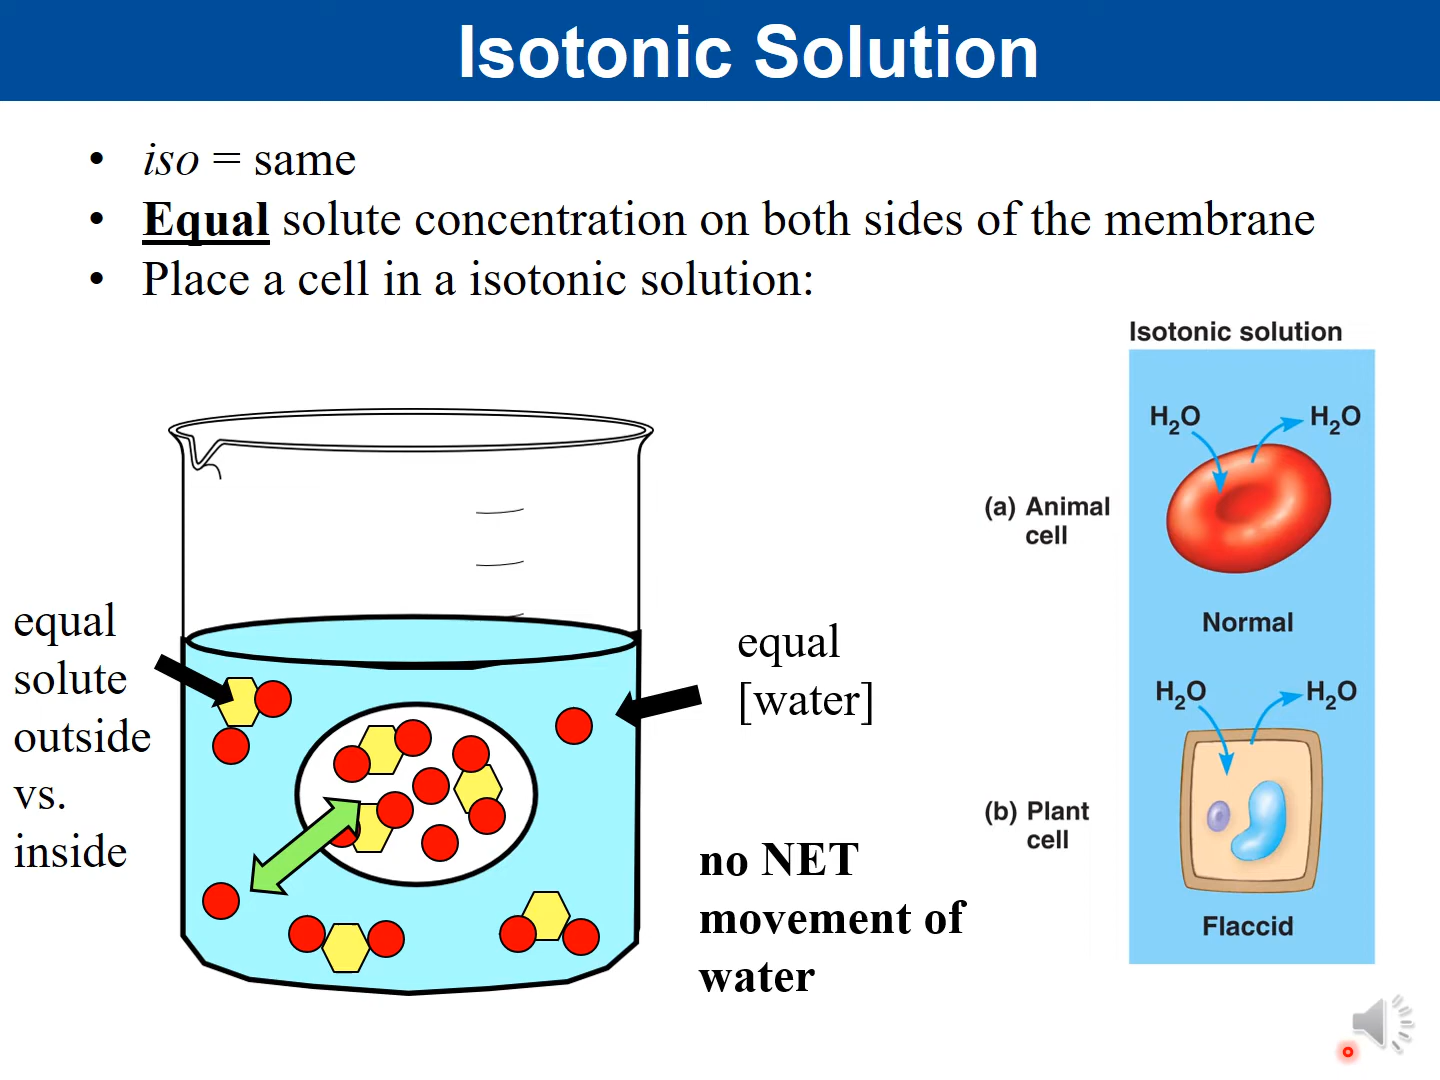 Isotonic Solution
• iso = same
• Equal solute concentration on both sides of the membrane
• Place a cell in a isotonic solution:
equal
solute
outside
vs.
inside
equal
[water]
no NET
movement of
water
Isotonic solution
H₂O H₂O
(a) Animal
cell
Normal
H₂O H₂O
(b) Plant
cell
Flaccid